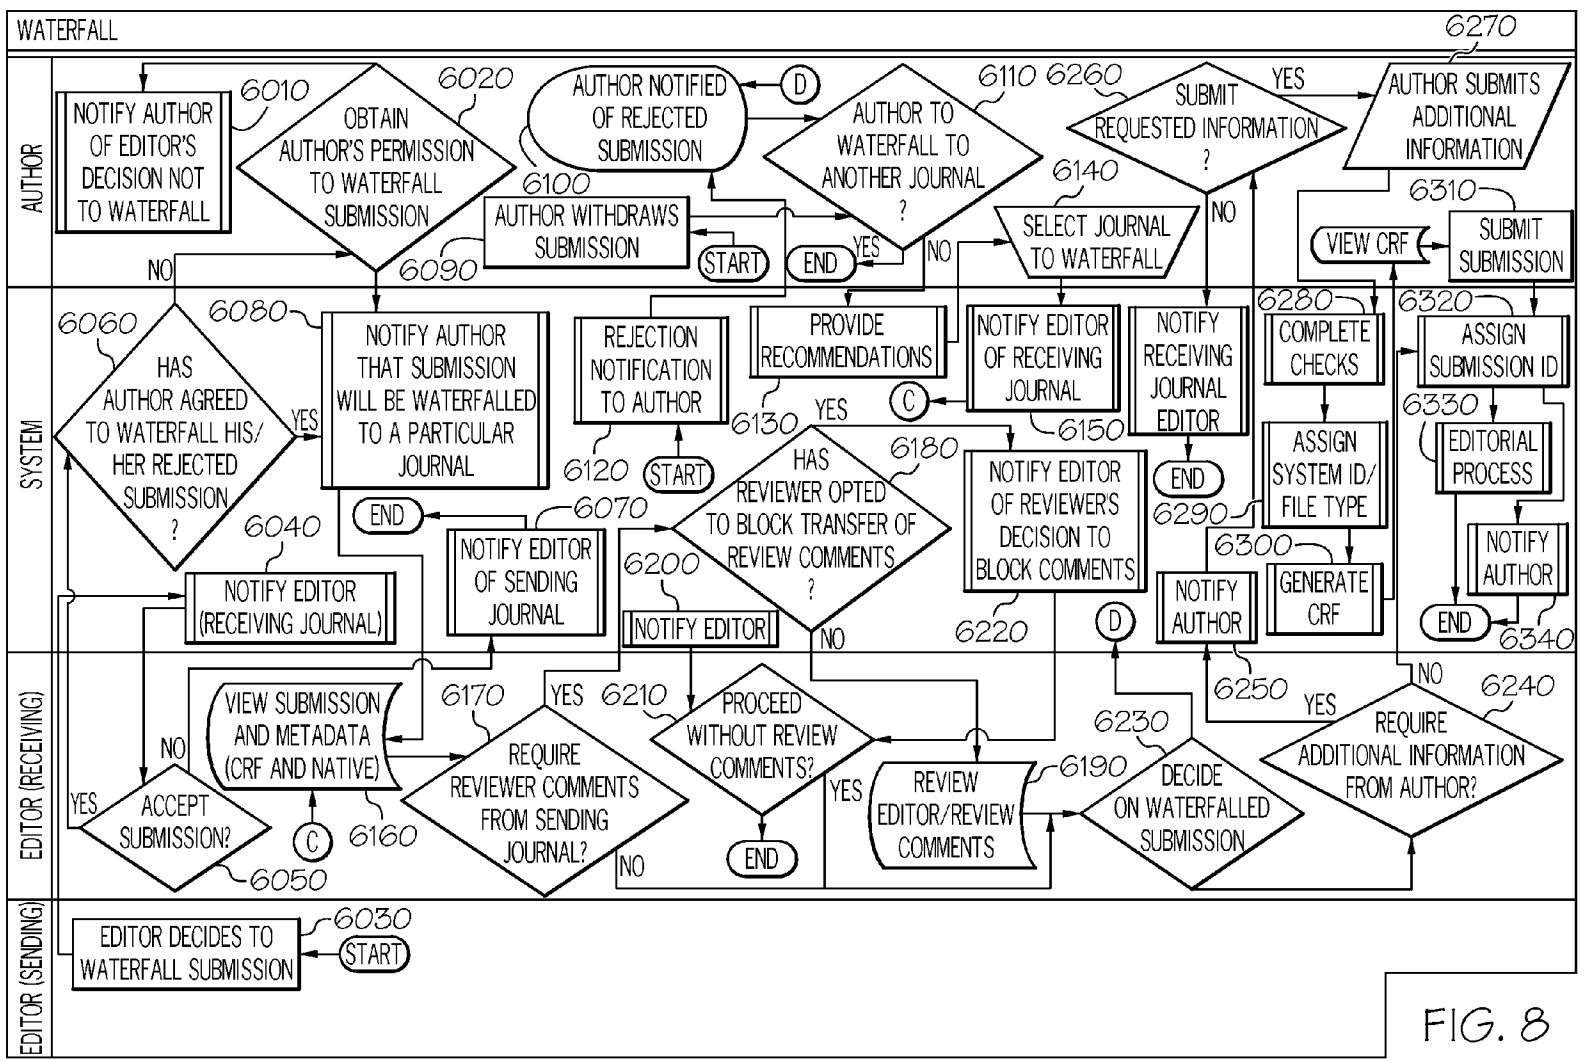 WATERFALL
AUTHOR
6010
NOTIFY AUTHOR
OF EDITOR'S
DECISION NOT
TO WATERFALL
6020
OBTAIN
AUTHOR'S PERMISSION
TO WATERFALL
SUBMISSION
AUTHOR NOTIFIED
OF REJECTED
SUBMISSION
6100
D
6110
AUTHOR TO
WATERFALL TO
ANOTHER JOURNAL
?
YES
NO
END
AUTHOR WITHDRAWS
SUBMISSION
6090
START
6140
SELECT JOURNAL
TO WATERFALL
6260
SUBMIT
REQUESTED INFORMATION
?
YES
NO
6270
AUTHOR SUBMITS
ADDITIONAL
INFORMATION
VIEW CRF
6310
SUBMIT
SUBMISSION
SYSTEM
NO
6060
HAS
AUTHOR AGREED
TO WATERFALL HIS/
HER REJECTED
SUBMISSION
?
YES
6080
NOTIFY AUTHOR
THAT SUBMISSION
WILL BE WATERFALLED
TO A PARTICULAR
JOURNAL
REJECTION
NOTIFICATION
TO AUTHOR
6120
START
PROVIDE
RECOMMENDATIONS
6130
NOTIFY EDITOR
OF RECEIVING
JOURNAL
6150
C
NOTIFY
RECEIVING
JOURNAL
EDITOR
END
6280
COMPLETE
CHECKS
ASSIGN
SYSTEM ID/
FILE TYPE
6290
6300
GENERATE
CRF
6320
ASSIGN
SUBMISSION ID
6330
EDITORIAL
PROCESS
NOTIFY
AUTHOR
6340
END
END
6070
NOTIFY EDITOR
OF SENDING
JOURNAL
6040
NOTIFY EDITOR
(RECEIVING JOURNAL)
6200
NOTIFY EDITOR
YES
6180
HAS
REVIEWER OPTED
TO BLOCK TRANSFER OF
REVIEW COMMENTS
?
NO
NOTIFY EDITOR
OF REVIEWER'S
DECISION TO
BLOCK COMMENTS
6220
D
NOTIFY
AUTHOR
6250
EDITOR (RECEIVING)
YES
NO
ACCEPT
SUBMISSION?
6050
VIEW SUBMISSION
AND METADATA
(CRF AND NATIVE)
6160
C
6170
YES
REQUIRE
REVIEWER COMMENTS
FROM SENDING
JOURNAL?
NO
6210
PROCEED
WITHOUT REVIEW
COMMENTS?
YES
END
6190
REVIEW
EDITOR/REVIEW
COMMENTS
6230
DECIDE
ON WATERFALLED
SUBMISSION
YES
NO
6240
REQUIRE
ADDITIONAL INFORMATION
FROM AUTHOR?
EDITOR (SENDING)
6030
EDITOR DECIDES TO
WATERFALL SUBMISSION
START
FIG. 8